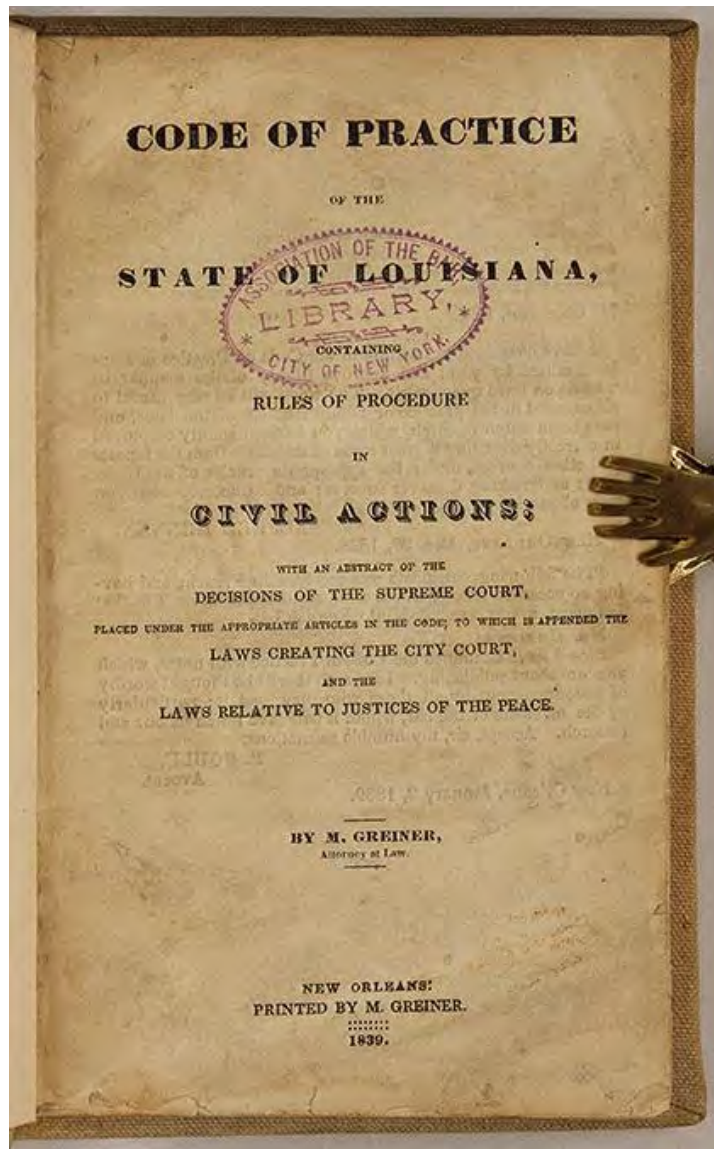 CODE OF PRACTICE
OF THE
STATE OF LOUISIANA,
ASSOCIATION OF THE BAR
LIBRARY,
CITY OF NEW YORK.
CONTAINING
RULES OF PROCEDURE
IN
CIVIL ACTIONS;
WITH AN ABSTRACT OF THE
DECISIONS OF THE SUPREME COURT,
PLACED UNDER THE APPROPRIATE ARTICLES IN THE CODE; TO WHICH IS APPENDED THE
LAWS CREATING THE CITY COURT,
AND THE
LAWS RELATIVE TO JUSTICES OF THE PEACE.
BY M. GREINER,
Attorney at Law.
NEW ORLEANS:
PRINTED BY M. GREINER.
1839.